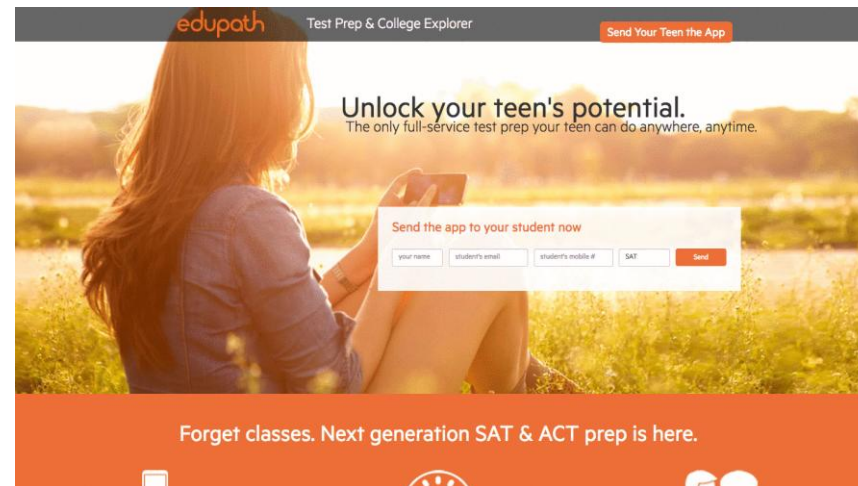 edupath
Test Prep & College Explorer
Send Your Teen the App
Unlock your teen's potential.
The only full-service test prep your teen can do anywhere, anytime.
Send the app to your student now
your name
student's email
student's mobile #
SAT
Send
Forget classes. Next generation SAT & ACT prep is here.